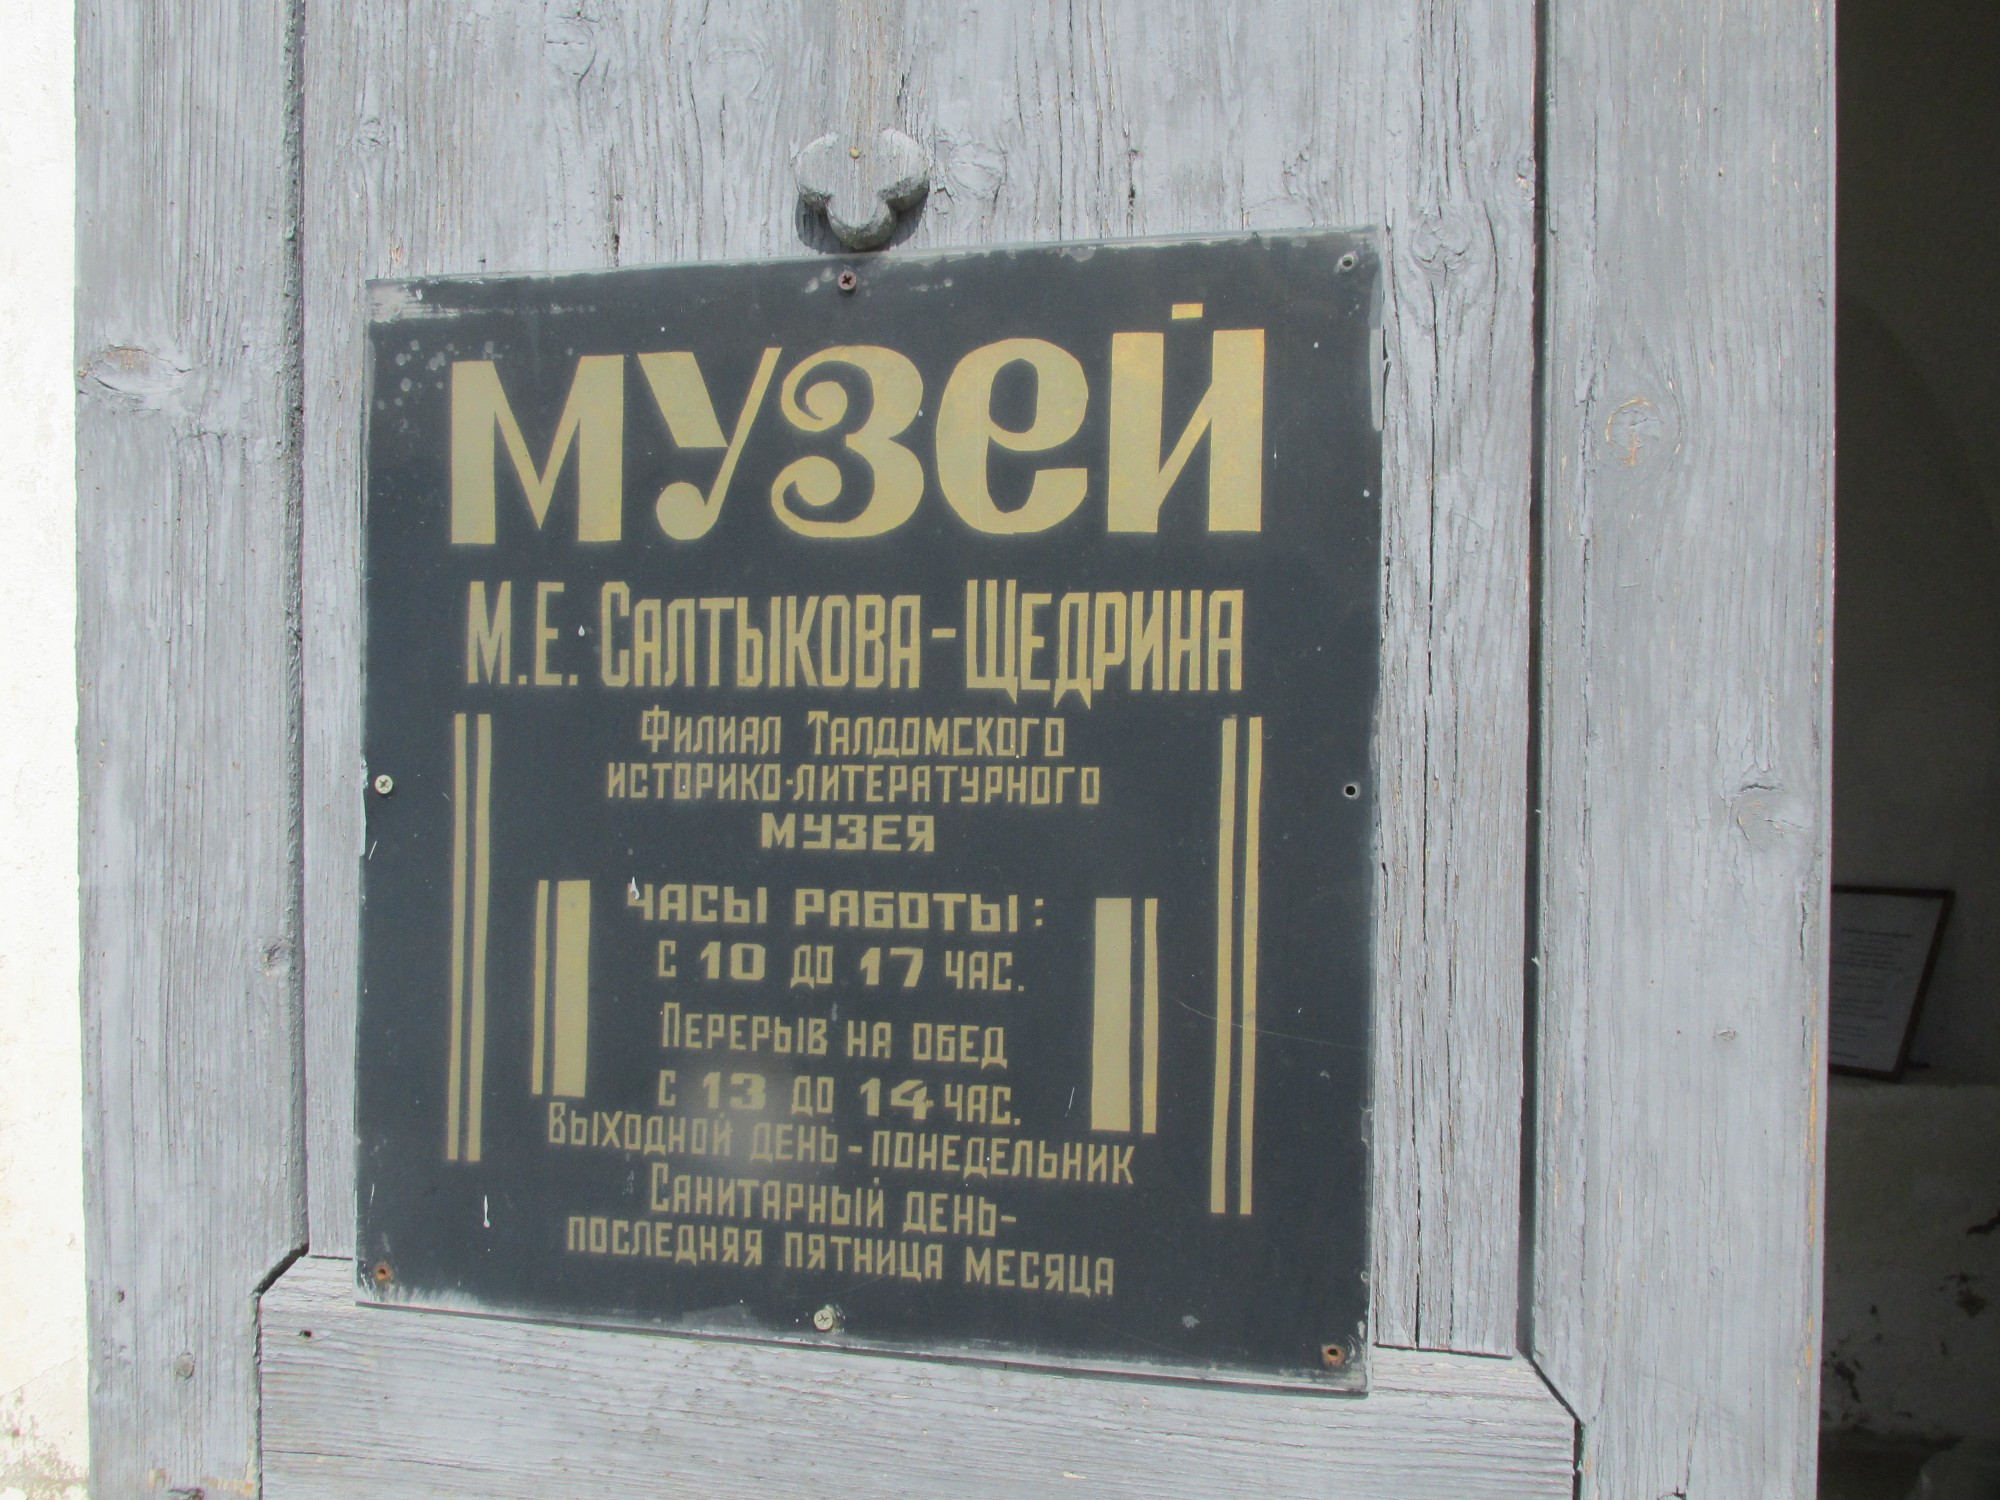 МУЗЕЙ
М.Е. САЛТЫКОВА-ЩЕДРИНА
ФИЛИАЛ ТАЛДОМСКОГО
ИСТОРИКО-ЛИТЕРАТУРНОГО
МУЗЕЯ
ЧАСЫ РАБОТЫ:
С 10 ДО 17 ЧАС.
ПЕРЕРЫВ НА ОБЕД
С 13 ДО 14 ЧАС.
ВЫХОДНОЙ ДЕНЬ-ПОНЕДЕЛЬНИК
САНИТАРНЫЙ ДЕНЬ-
ПОСЛЕДНЯЯ ПЯТНИЦА МЕСЯЦА